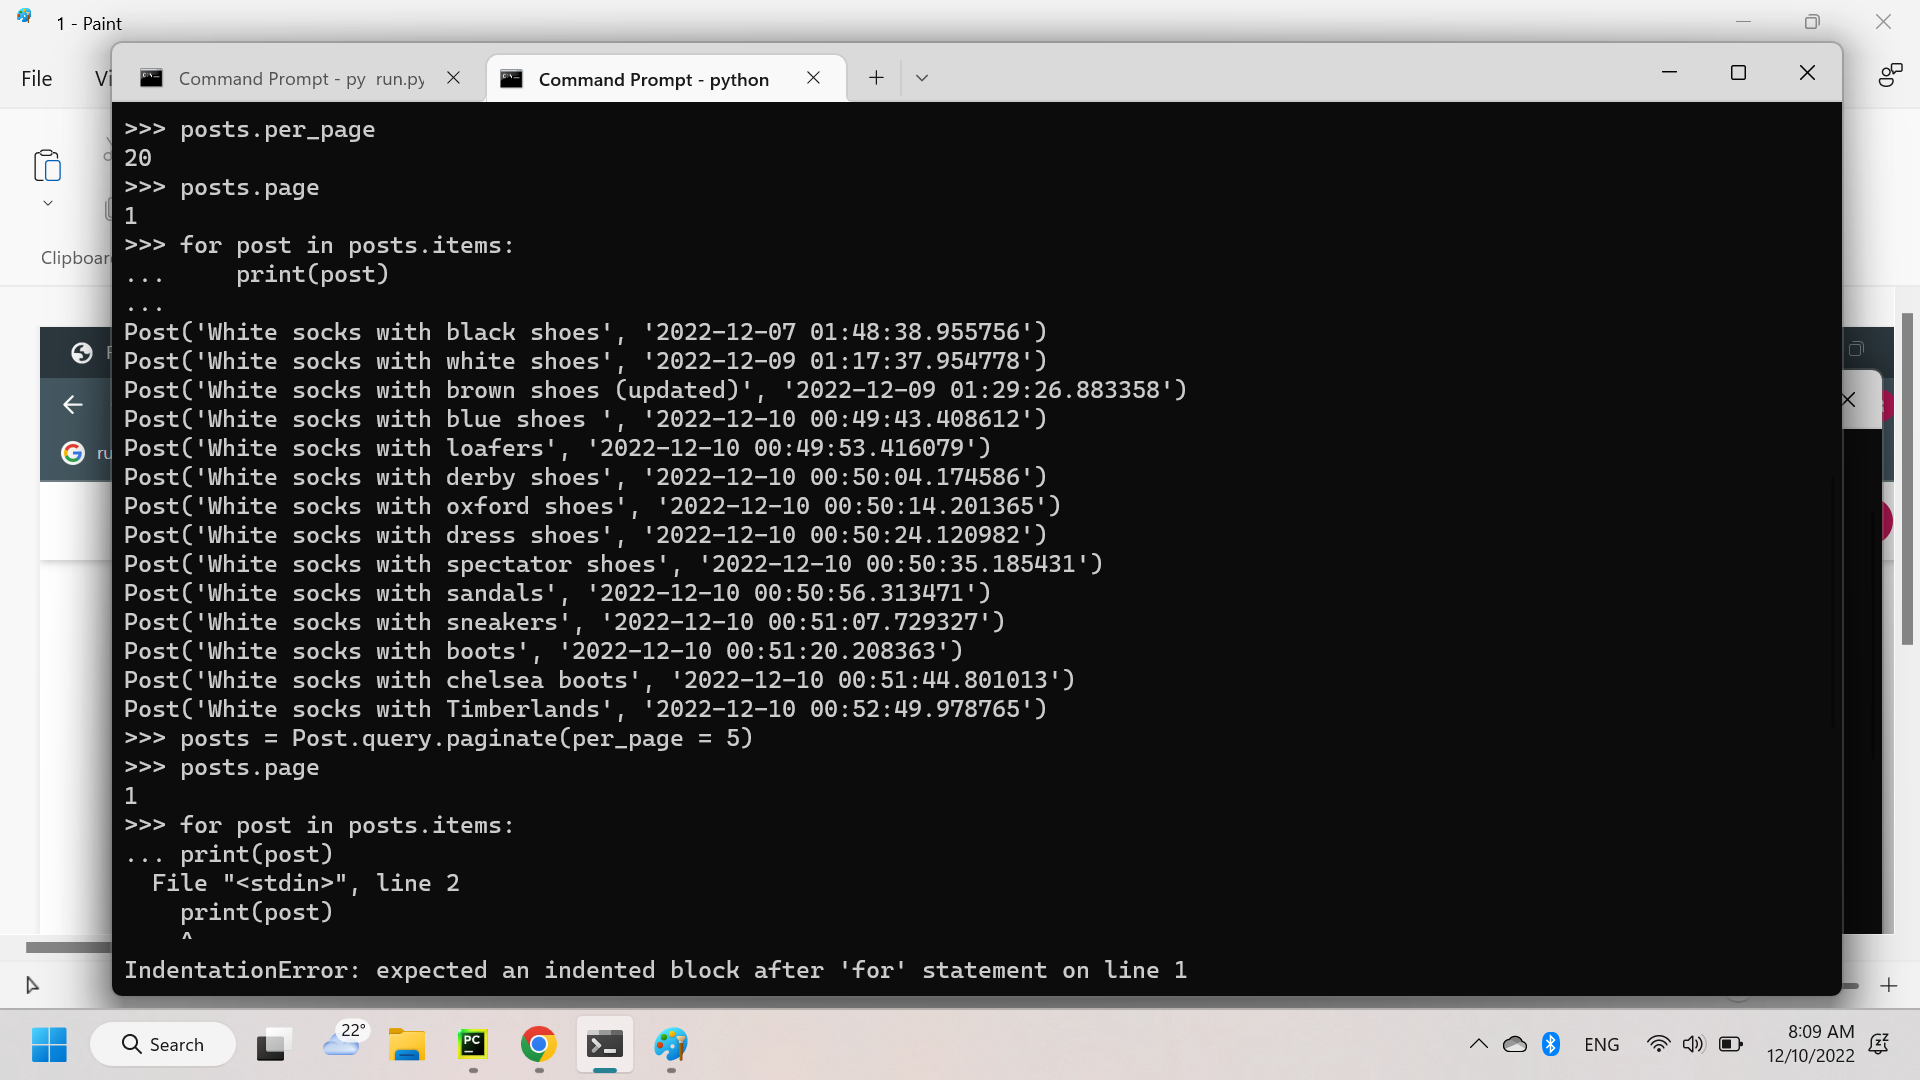 1 - Paint
File
Command Prompt - py run.py
Command Prompt - python
Clipboar
>>> posts.per_page
20
>>> posts.page
1
>>> for post in posts.items:
...     print(post)
...
Post('White socks with black shoes', '2022-12-07 01:48:38.955756')
Post('White socks with white shoes', '2022-12-09 01:17:37.954778')
Post('White socks with brown shoes (updated)', '2022-12-09 01:29:26.883358')
Post('White socks with blue shoes ', '2022-12-10 00:49:43.408612')
Post('White socks with loafers', '2022-12-10 00:49:53.416079')
Post('White socks with derby shoes', '2022-12-10 00:50:04.174586')
Post('White socks with oxford shoes', '2022-12-10 00:50:14.201365')
Post('White socks with dress shoes', '2022-12-10 00:50:24.120982')
Post('White socks with spectator shoes', '2022-12-10 00:50:35.185431')
Post('White socks with sandals', '2022-12-10 00:50:56.313471')
Post('White socks with sneakers', '2022-12-10 00:51:07.729327')
Post('White socks with boots', '2022-12-10 00:51:20.208363')
Post('White socks with chelsea boots', '2022-12-10 00:51:44.801013')
Post('White socks with Timberlands', '2022-12-10 00:52:49.978765')
>>> posts = Post.query.paginate(per_page = 5)
>>> posts.page
1
>>> for post in posts.items:
... print(post)
  File "<stdin>", line 2
    print(post)
    ^
IndentationError: expected an indented block after 'for' statement on line 1
Search
22°
PC
ENG
8:09 AM
12/10/2022